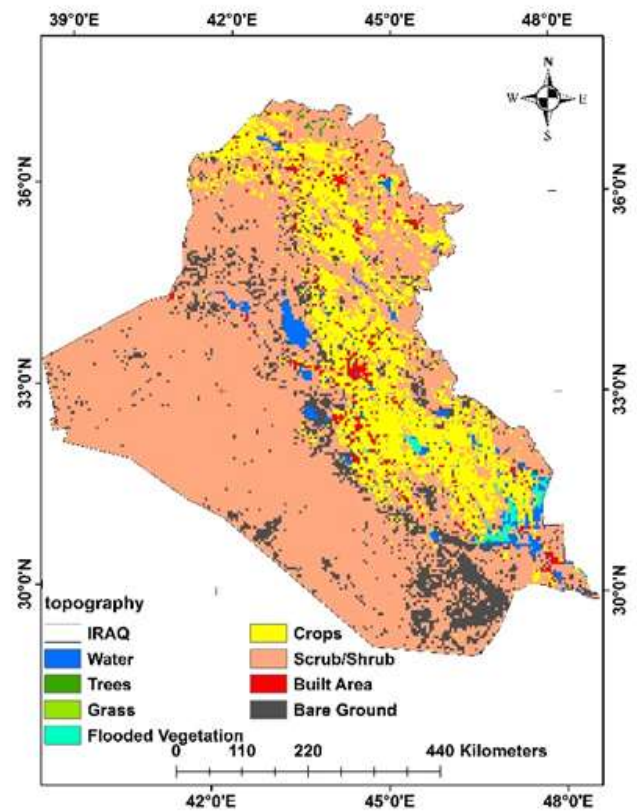 39°0'E 42°0'E 45°0'E 48°0'E
N
W E
S
36°0'N 36°0'N
33°0'N 33°0'N
30°0'N 30°0'N
topography
IRAQ
Water
Trees
Grass
Flooded Vegetation
Crops
Scrub/Shrub
Built Area
Bare Ground
0 110 220 440 Kilometers
42°0'E 45°0'E 48°0'E